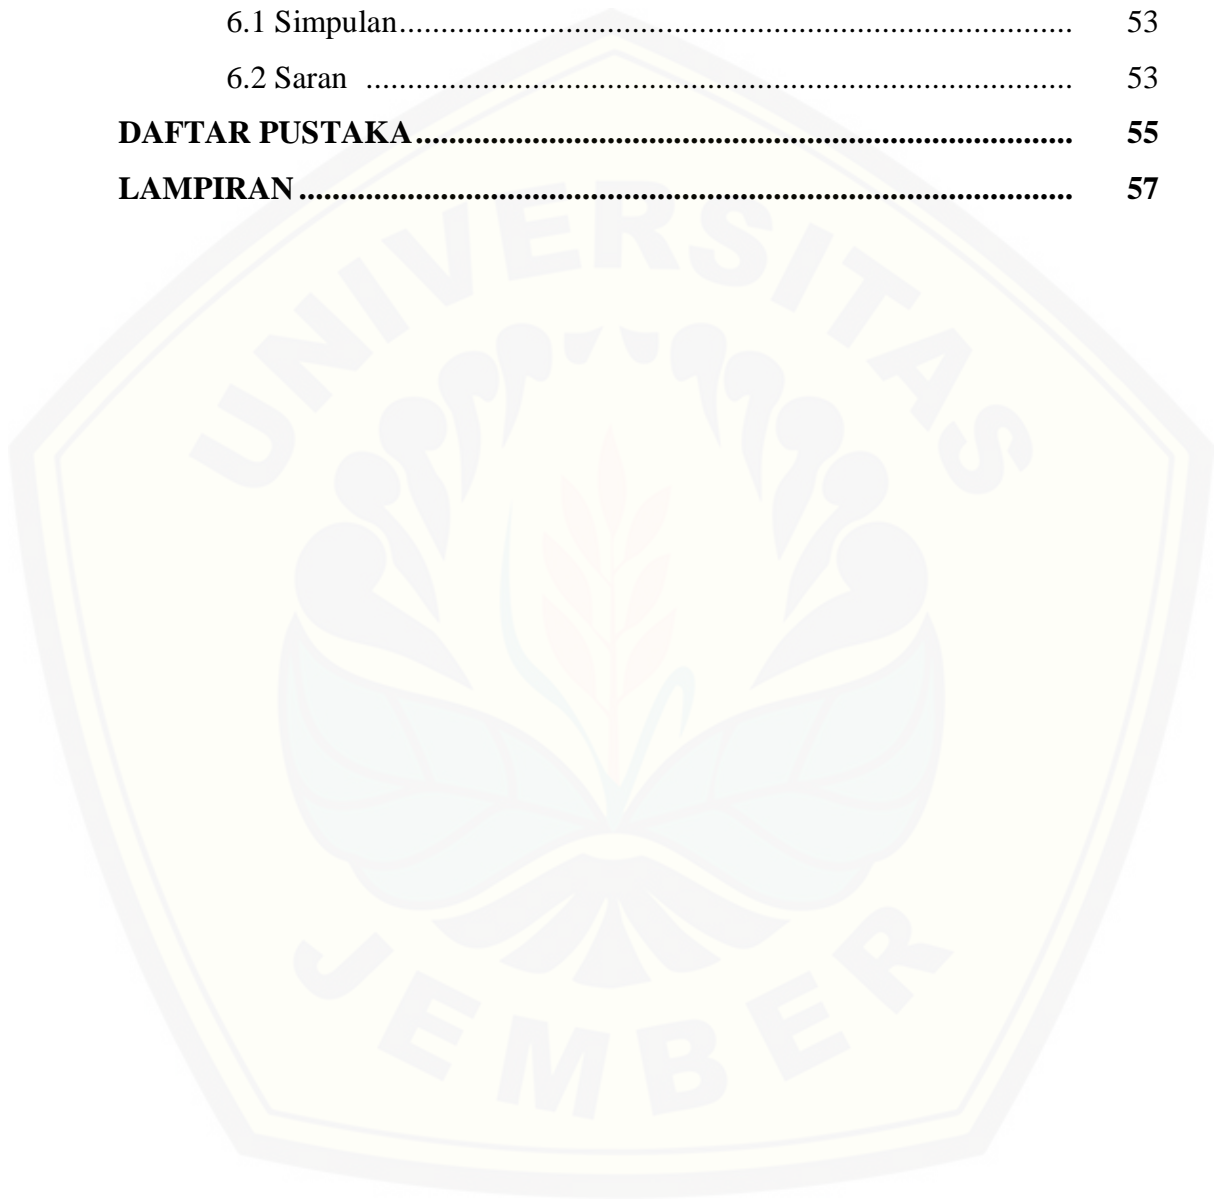 6.1 Simpulan.................................................................................. 53
6.2 Saran ...................................................................................... 53
DAFTAR PUSTAKA................................................................................ 55
LAMPIRAN.............................................................................................. 57
UNIVERSITAS
JEMBER